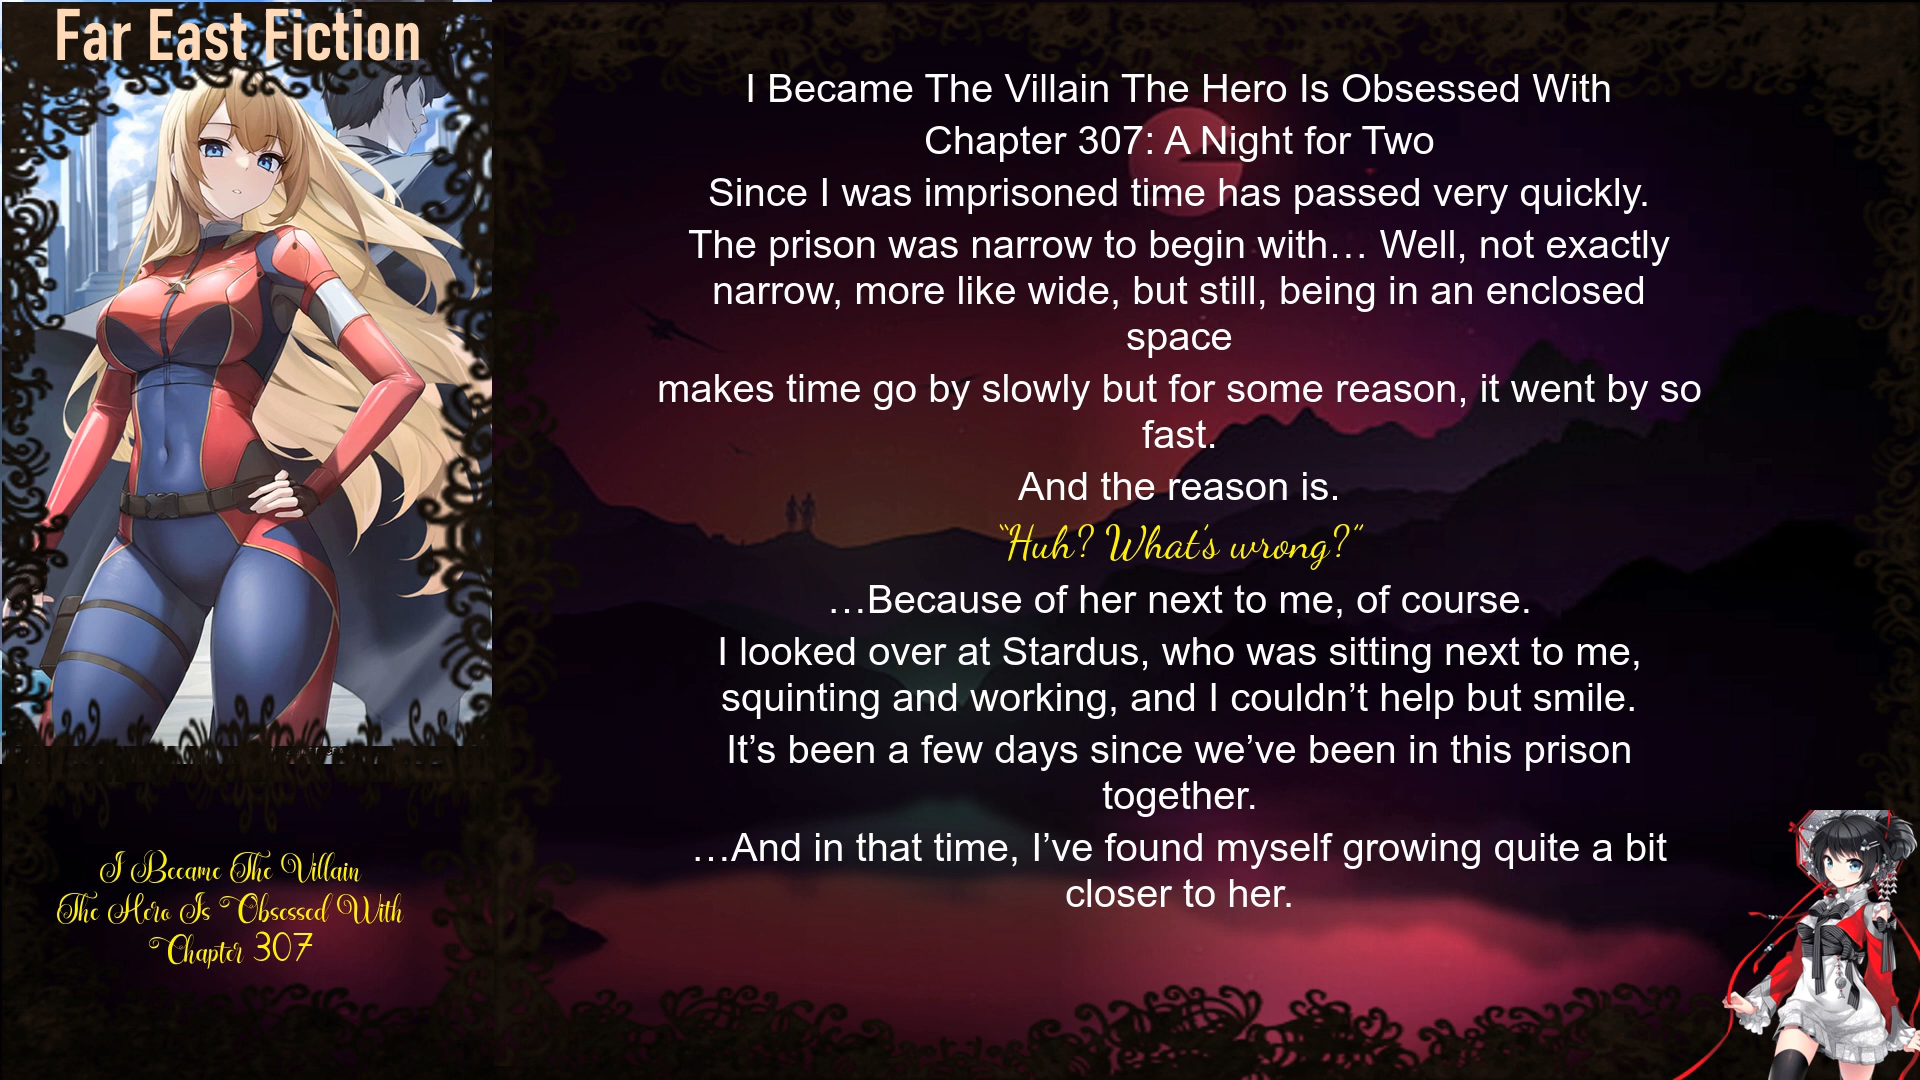 Far East Fiction
I Became The Villain The Hero Is Obsessed With
Chapter 307: A Night for Two
Since I was imprisoned time has passed very quickly.
The prison was narrow to begin with… Well, not exactly
narrow, more like wide, but still, being in an enclosed
space
makes time go by slowly but for some reason, it went by so
fast.
And the reason is.
“Huh? What’s wrong?”
…Because of her next to me, of course.
I looked over at Stardus, who was sitting next to me,
squinting and working, and I couldn’t help but smile.
It’s been a few days since we’ve been in this prison
together.
…And in that time, I’ve found myself growing quite a bit
closer to her.
I Became The Villain
The Hero Is Obsessed With
Chapter 307